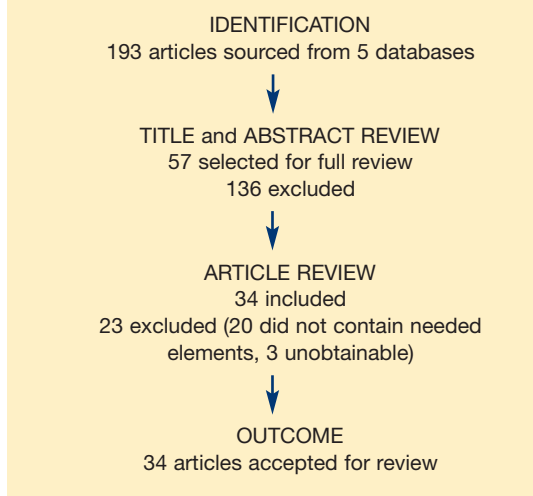 IDENTIFICATION
193 articles sourced from 5 databases
TITLE and ABSTRACT REVIEW
57 selected for full review
136 excluded
ARTICLE REVIEW
34 included
23 excluded (20 did not contain needed
elements, 3 unobtainable)
OUTCOME
34 articles accepted for review